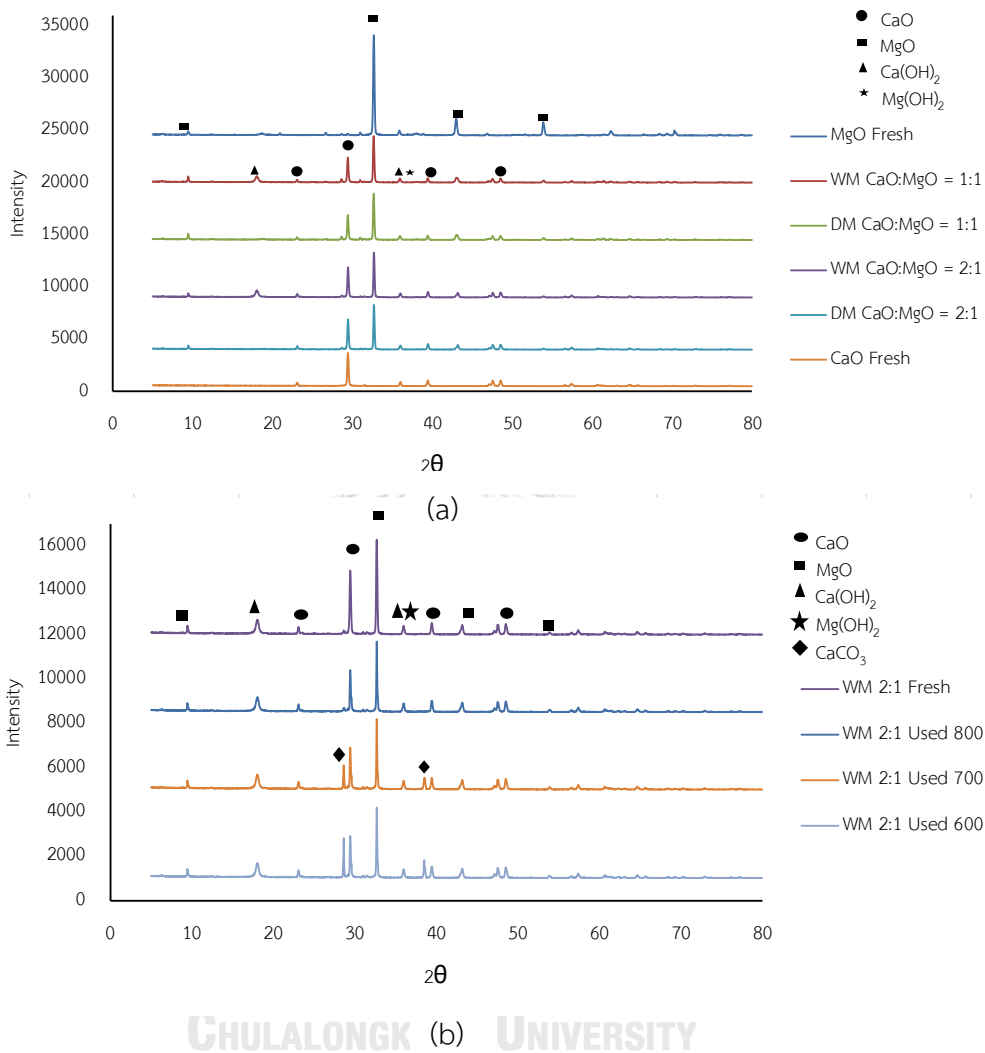 35000
30000
25000
20000
15000
10000
5000
0
Intensity
0 10 20 30 40 50 60 70 80
2θ
CaO
MgO
Ca(OH)2
Mg(OH)2
MgO Fresh
WM CaO:MgO = 1:1
DM CaO:MgO = 1:1
WM CaO:MgO = 2:1
DM CaO:MgO = 2:1
CaO Fresh
(a)
16000
14000
12000
10000
8000
6000
4000
2000
0
Intensity
0 10 20 30 40 50 60 70 80
2θ
CaO
MgO
Ca(OH)2
Mg(OH)2
CaCO3
WM 2:1 Fresh
WM 2:1 Used 800
WM 2:1 Used 700
WM 2:1 Used 600
CHULALONGK (b) UNIVERSITY